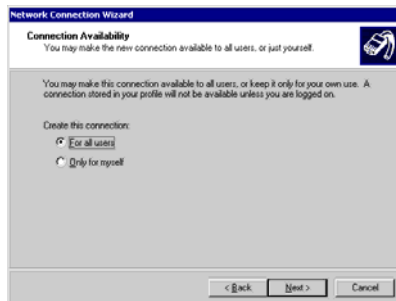 Network Connection Wizard
Connection Availability
You may make the new connection available to all users, or just yourself.
You may make this connection available to all users, or keep it only for your own use. A
connection stored in your profile will not be available unless you are logged on.
Create this connection:
For all users
Only for myself
< Back
Next >
Cancel